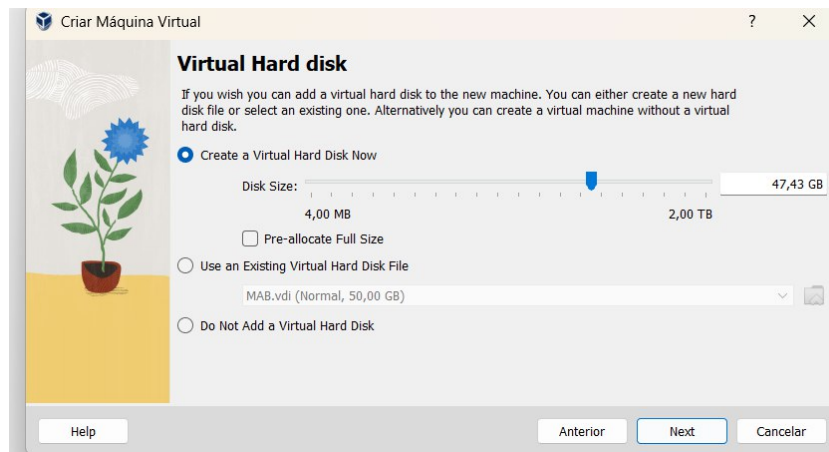 Criar Máquina Virtual
?
Virtual Hard disk
If you wish you can add a virtual hard disk to the new machine. You can either create a new hard
disk file or select an existing one. Alternatively you can create a virtual machine without a virtual
hard disk.
Create a Virtual Hard Disk Now
Disk Size:
47,43 GB
4,00 MB
2,00 TB
Pre-allocate Full Size
Use an Existing Virtual Hard Disk File
MAB.vdi (Normal, 50,00 GB)
Do Not Add a Virtual Hard Disk
Help
Anterior
Next
Cancelar